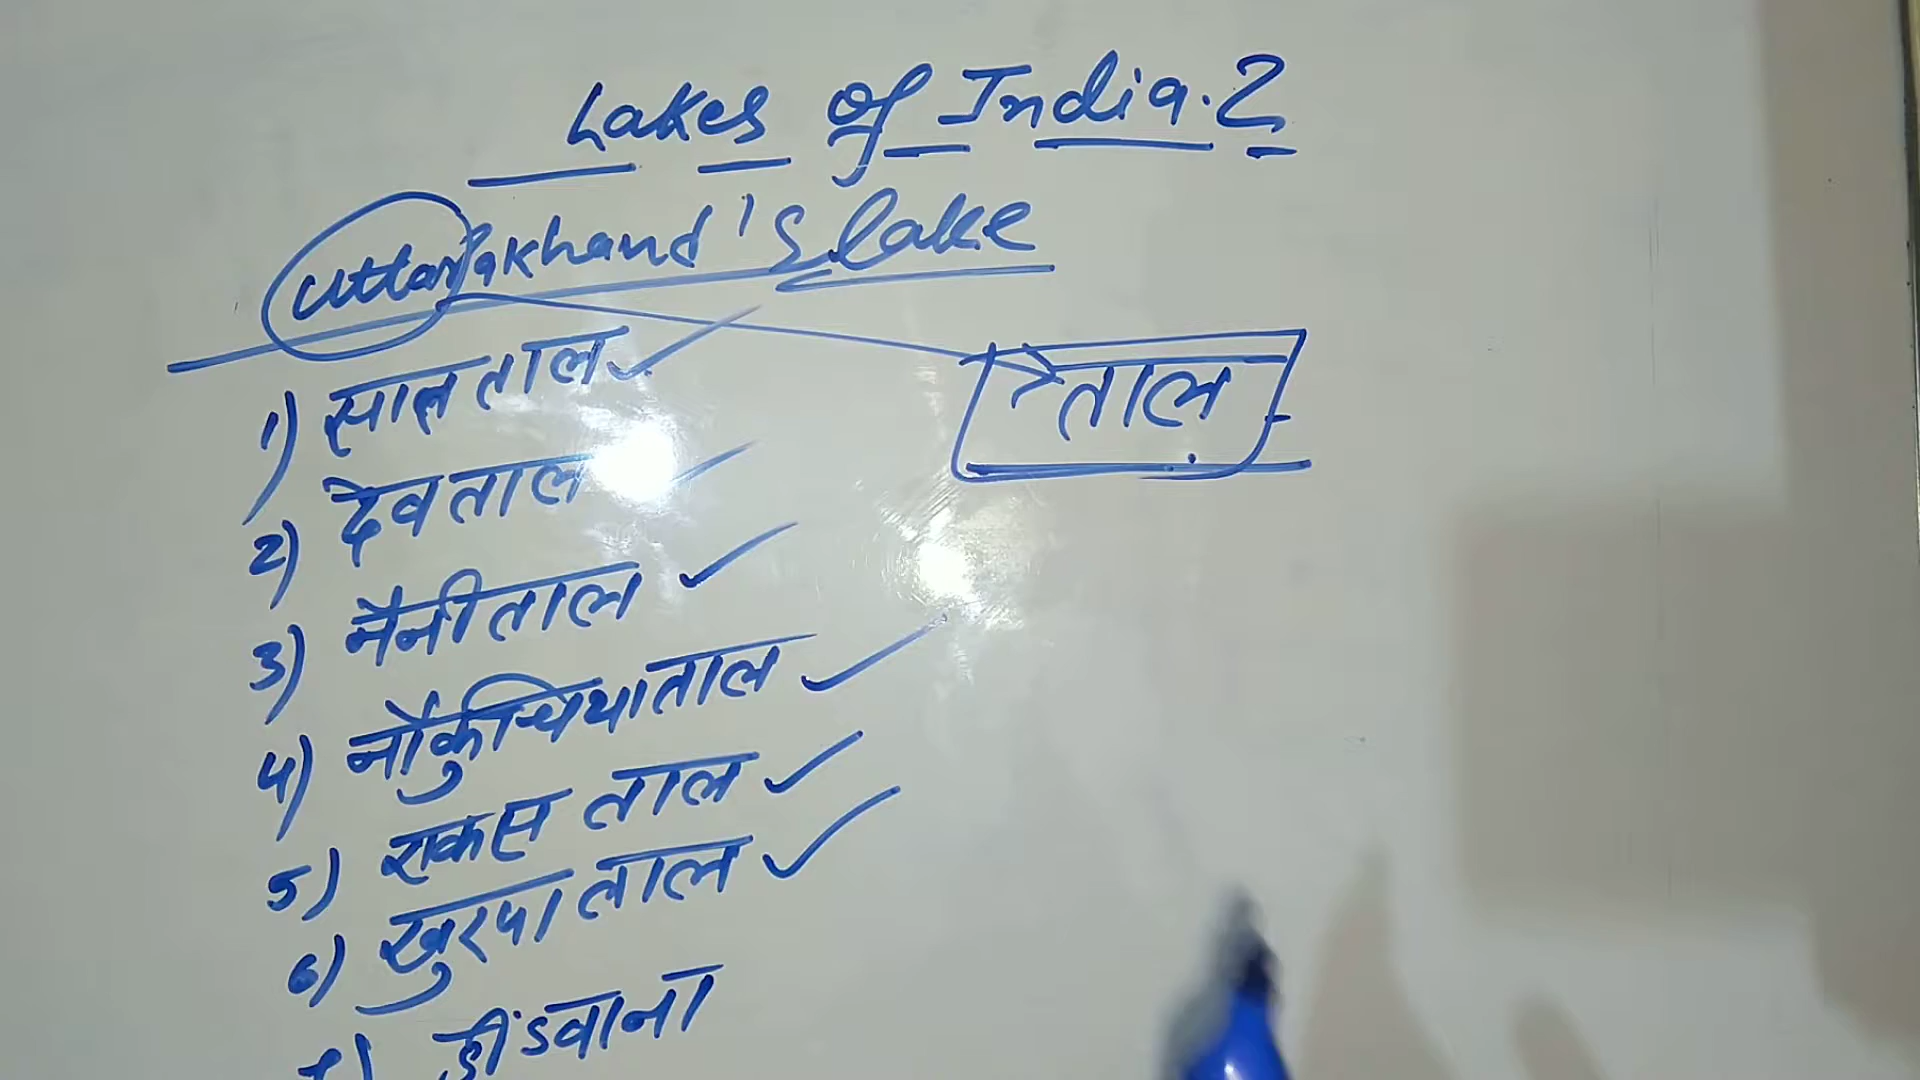 Lakes of India.2
Uttarakhand's lake
1) सातताल
ताल
2) देवताल
3) नैनीताल
4) नौकुचियाताल
5) राकस ताल
6) खुरपाताल
7) डींडवाना